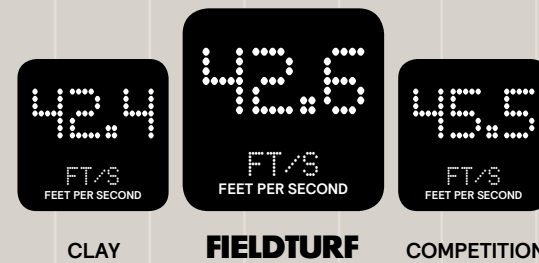 42.4
FT/S
FEET PER SECOND
CLAY
42.6
FT/S
FEET PER SECOND
FIELDTURF
45.5
FT/S
FEET PER SECOND
COMPETITION